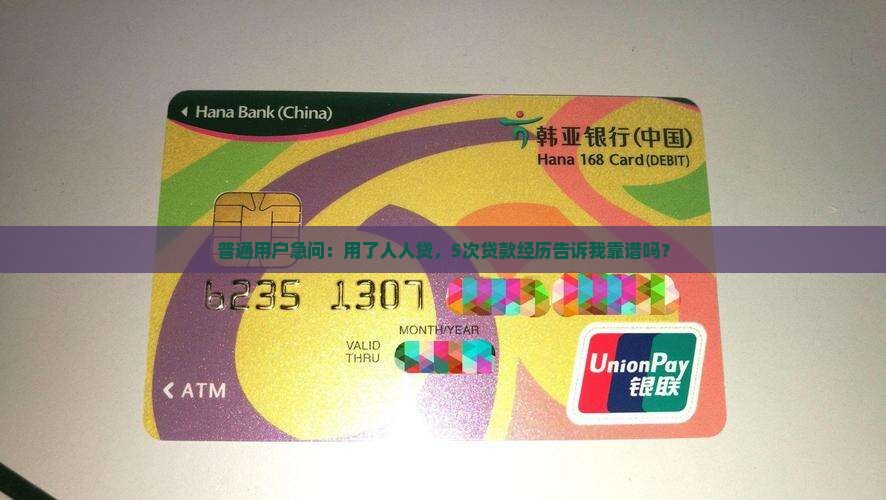 Hana Bank (China)
韩亚银行(中国)
Hana 168 Card(DEBIT)
普通用户急问：用了人人贷，5次贷款经历告诉我靠谱吗？
6235 1307
MONTH/YEAR
VALID
THRU
UnionPay
银联
ATM